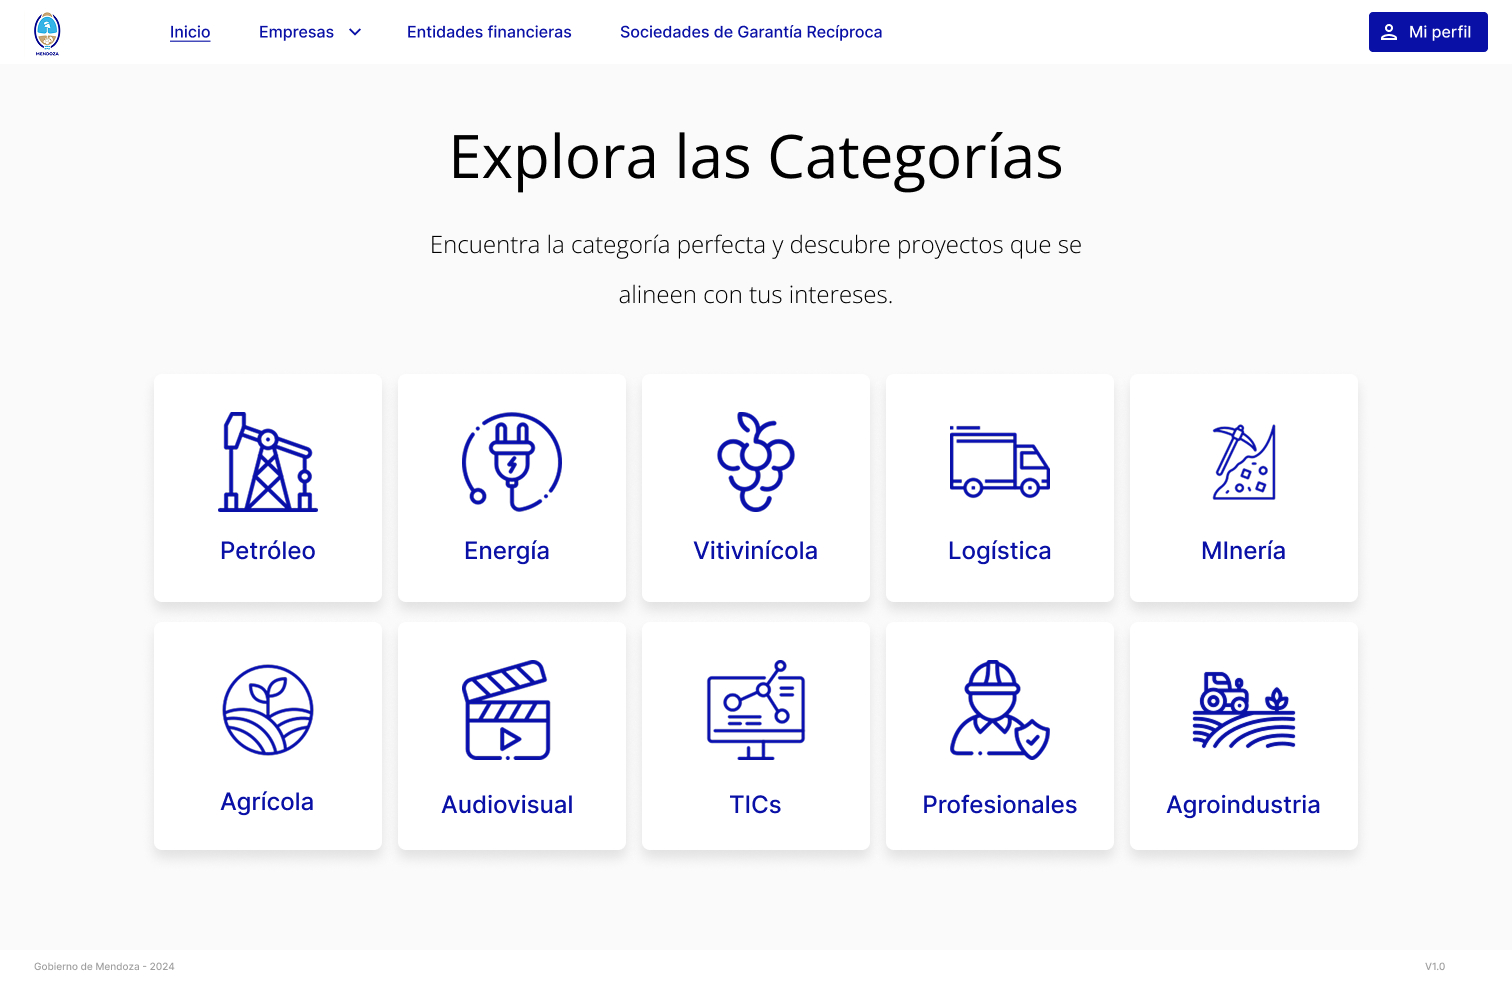 MENDOZA
Inicio
Empresas
Entidades financieras
Sociedades de Garantía Recíproca
Mi perfil
Explora las Categorías
Encuentra la categoría perfecta y descubre proyectos que se
alineen con tus intereses.
Petróleo
Energía
Vitivinícola
Logística
MInería
Agrícola
Audiovisual
TICs
Profesionales
Agroindustria
Gobierno de Mendoza - 2024
V1.0